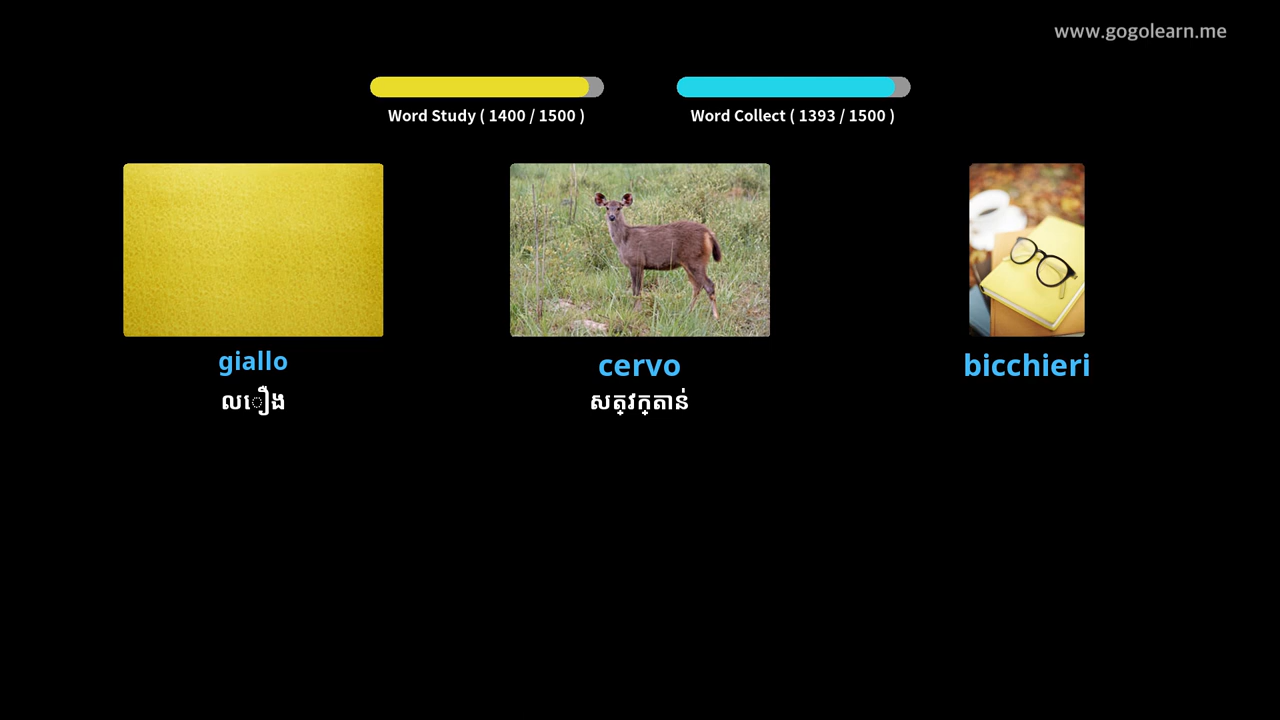 www.gogolearn.me
Word Study ( 1400 / 1500 )
Word Collect ( 1393 / 1500 )
giallo
cervo
bicchieri
លឿង
សត្វក្តាន់